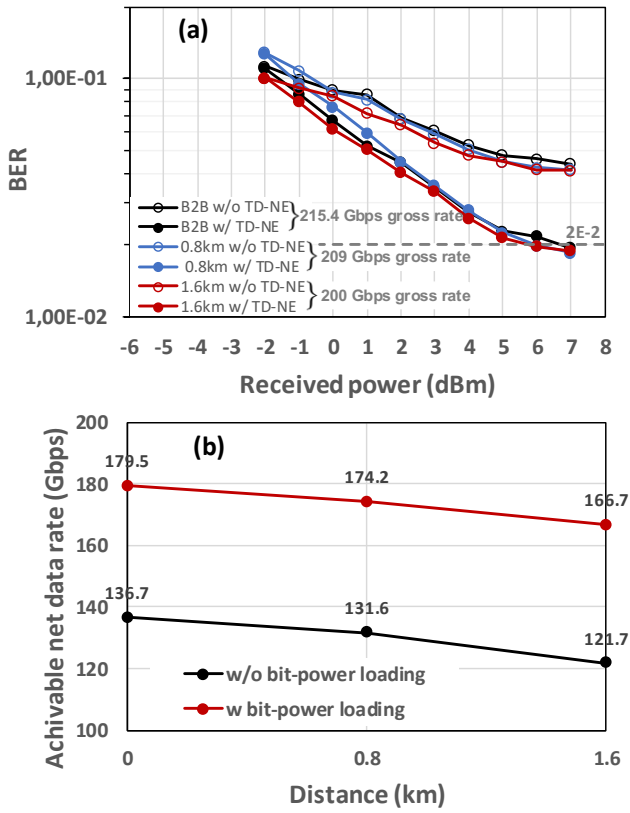 (a)
1,00E-01
1,00E-02
BER
B2B w/o TD-NE
B2B w/ TD-NE
215.4 Gbps gross rate
0.8km w/o TD-NE
0.8km w/ TD-NE
209 Gbps gross rate
1.6km w/o TD-NE
1.6km w/ TD-NE
200 Gbps gross rate
2E-2
-6 -5 -4 -3 -2 -1 0 1 2 3 4 5 6 7 8
Received power (dBm)
(b)
200
180
160
140
120
100
Achivable net data rate (Gbps)
179.5
174.2
166.7
136.7
131.6
121.7
w/o bit-power loading
w bit-power loading
0 0.8 1.6
Distance (km)